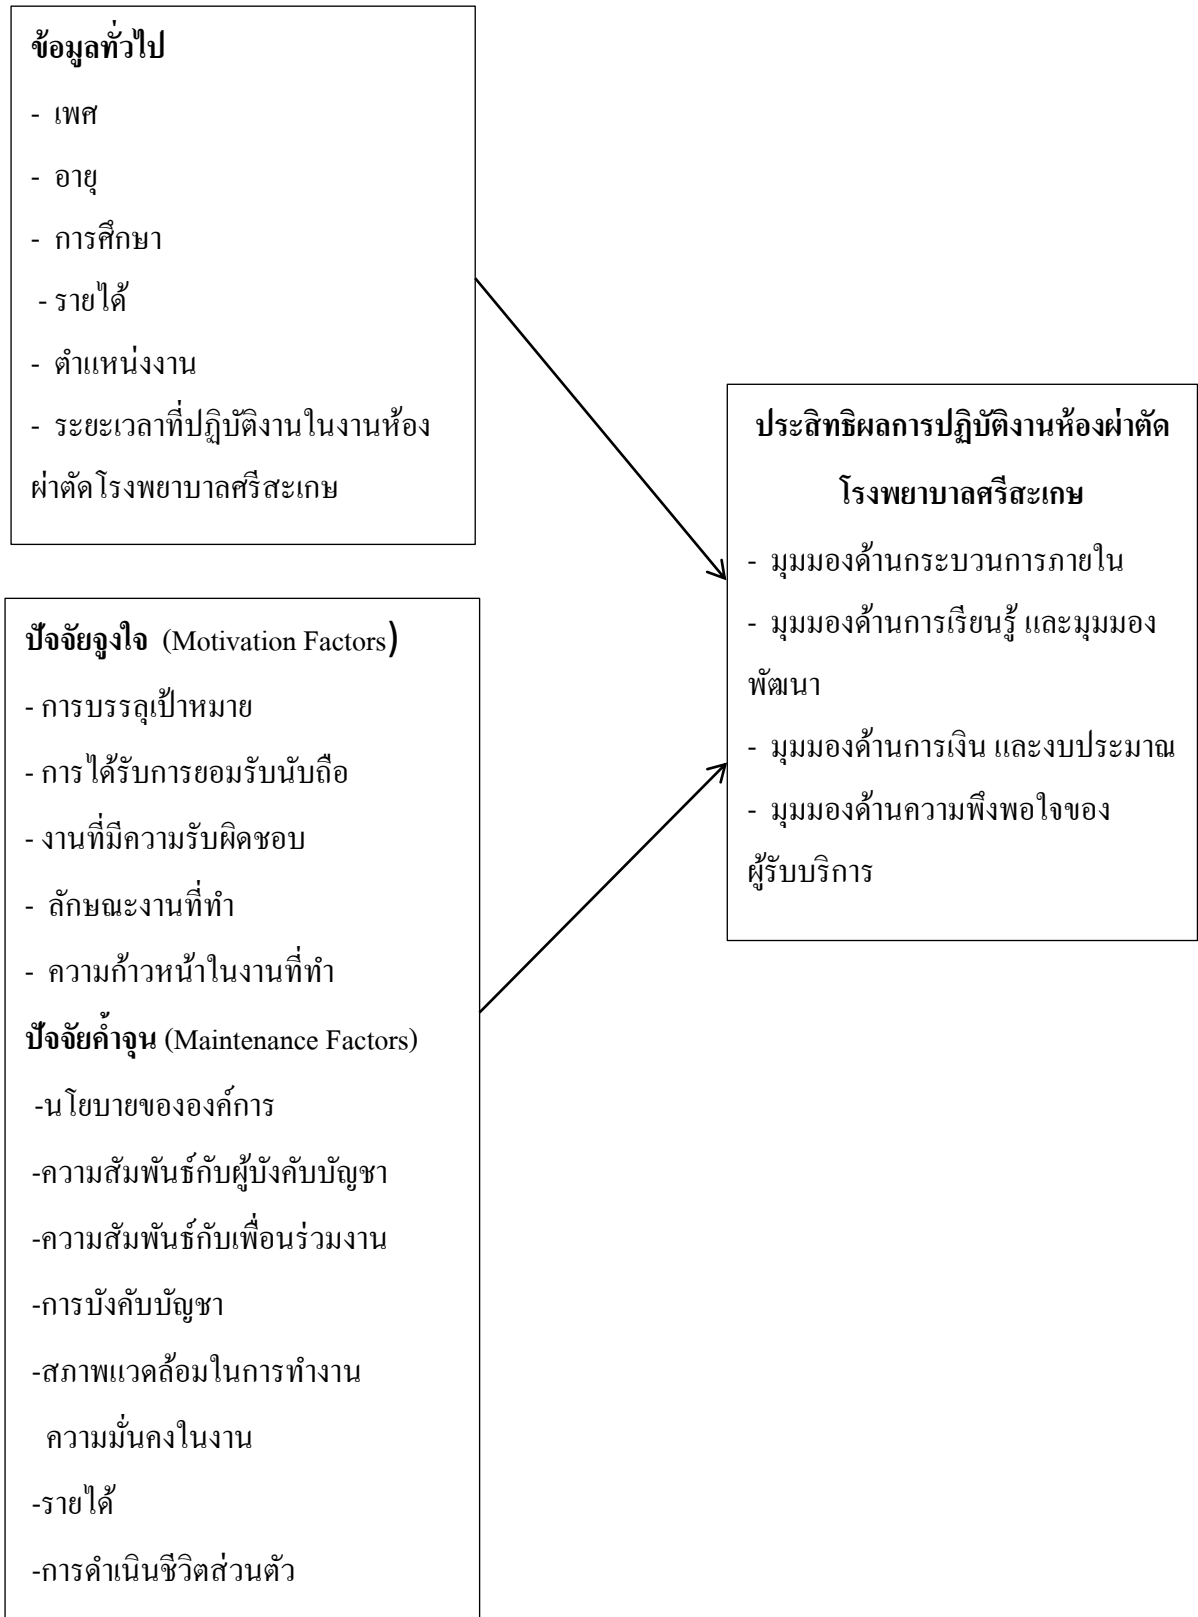 ข้อมูลทั่วไป
- เพศ
- อายุ
- การศึกษา
- รายได้
- ตำแหน่งงาน
- ระยะเวลาที่ปฏิบัติงานในงานห้อง
ผ่าตัดโรงพยาบาลศรีสะเกษ
ปัจจัยจูงใจ (Motivation Factors)
- การบรรลุเป้าหมาย
- การได้รับการยอมรับนับถือ
- งานที่มีความรับผิดชอบ
- ลักษณะงานที่ทำ
- ความก้าวหน้าในงานที่ทำ
ปัจจัยค้ำจุน (Maintenance Factors)
-นโยบายขององค์การ
-ความสัมพันธ์กับผู้บังคับบัญชา
-ความสัมพันธ์กับเพื่อนร่วมงาน
-การบังคับบัญชา
-สภาพแวดล้อมในการทำงาน
ความมั่นคงในงาน
-รายได้
-การดำเนินชีวิตส่วนตัว
ประสิทธิผลการปฏิบัติงานห้องผ่าตัด
โรงพยาบาลศรีสะเกษ
- มุมมองด้านกระบวนการภายใน
- มุมมองด้านการเรียนรู้ และมุมมอง
พัฒนา
- มุมมองด้านการเงิน และงบประมาณ
- มุมมองด้านความพึงพอใจของ
ผู้รับบริการ